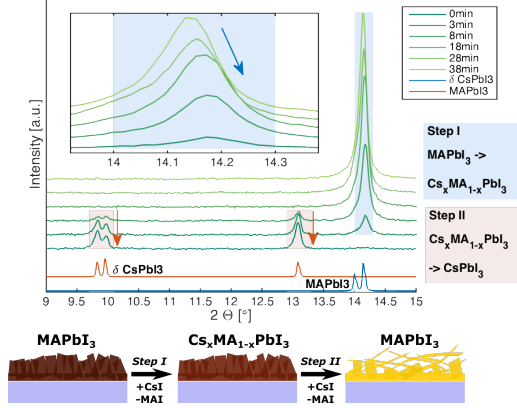 0min
3min
8min
18min
28min
38min
δ CsPbI3
MAPbI3
14 14.1 14.2 14.3
Intensity [a.u.]
Step I
MAPbI3 ->
CsxMA1-xPbI3
Step II
CsxMA1-xPbI3
-> CsPbI3
δ CsPbI3
MAPbI3
9 9.5 10 10.5 11 11.5 12 12.5 13 13.5 14 14.5 15
2 Θ [°]
MAPbI3 CsxMA1-xPbI3 MAPbI3
Step I Step II
+CsI +CsI
-MAI -MAI